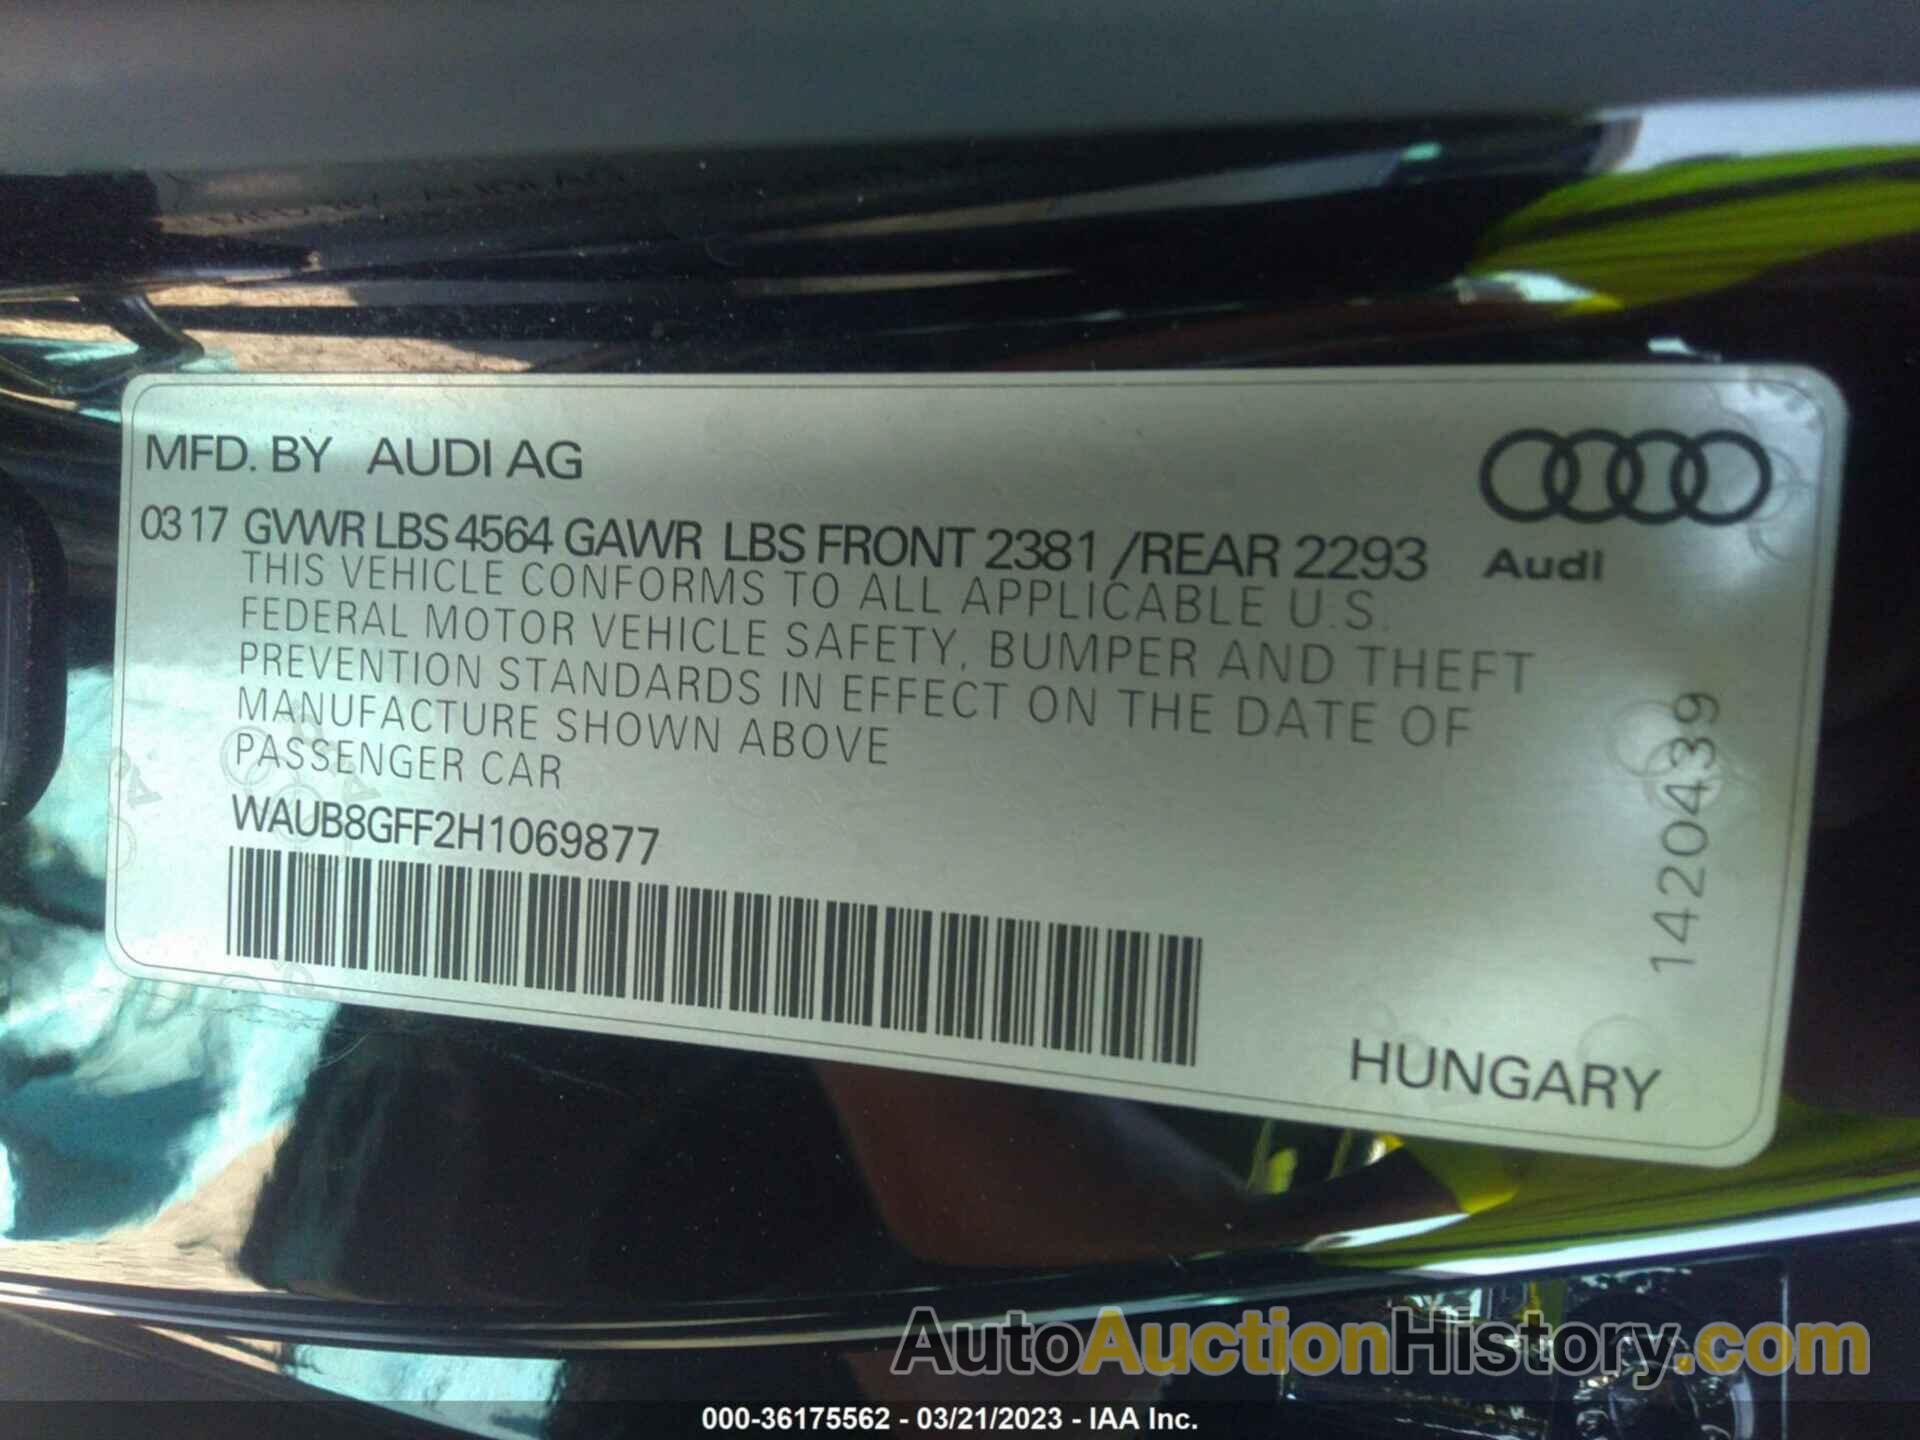 MFD. BY AUDI AG
03 17 GVWR LBS 4564 GAWR LBS FRONT 2381 /REAR 2293
Audi
THIS VEHICLE CONFORMS TO ALL APPLICABLE U.S.
FEDERAL MOTOR VEHICLE SAFETY, BUMPER AND THEFT
PREVENTION STANDARDS IN EFFECT ON THE DATE OF
MANUFACTURE SHOWN ABOVE
PASSENGER CAR
WAUB8GFF2H1069877
1420439
HUNGARY
AutoAuctionHistory.com
000-36175562 - 03/21/2023 - IAA Inc.